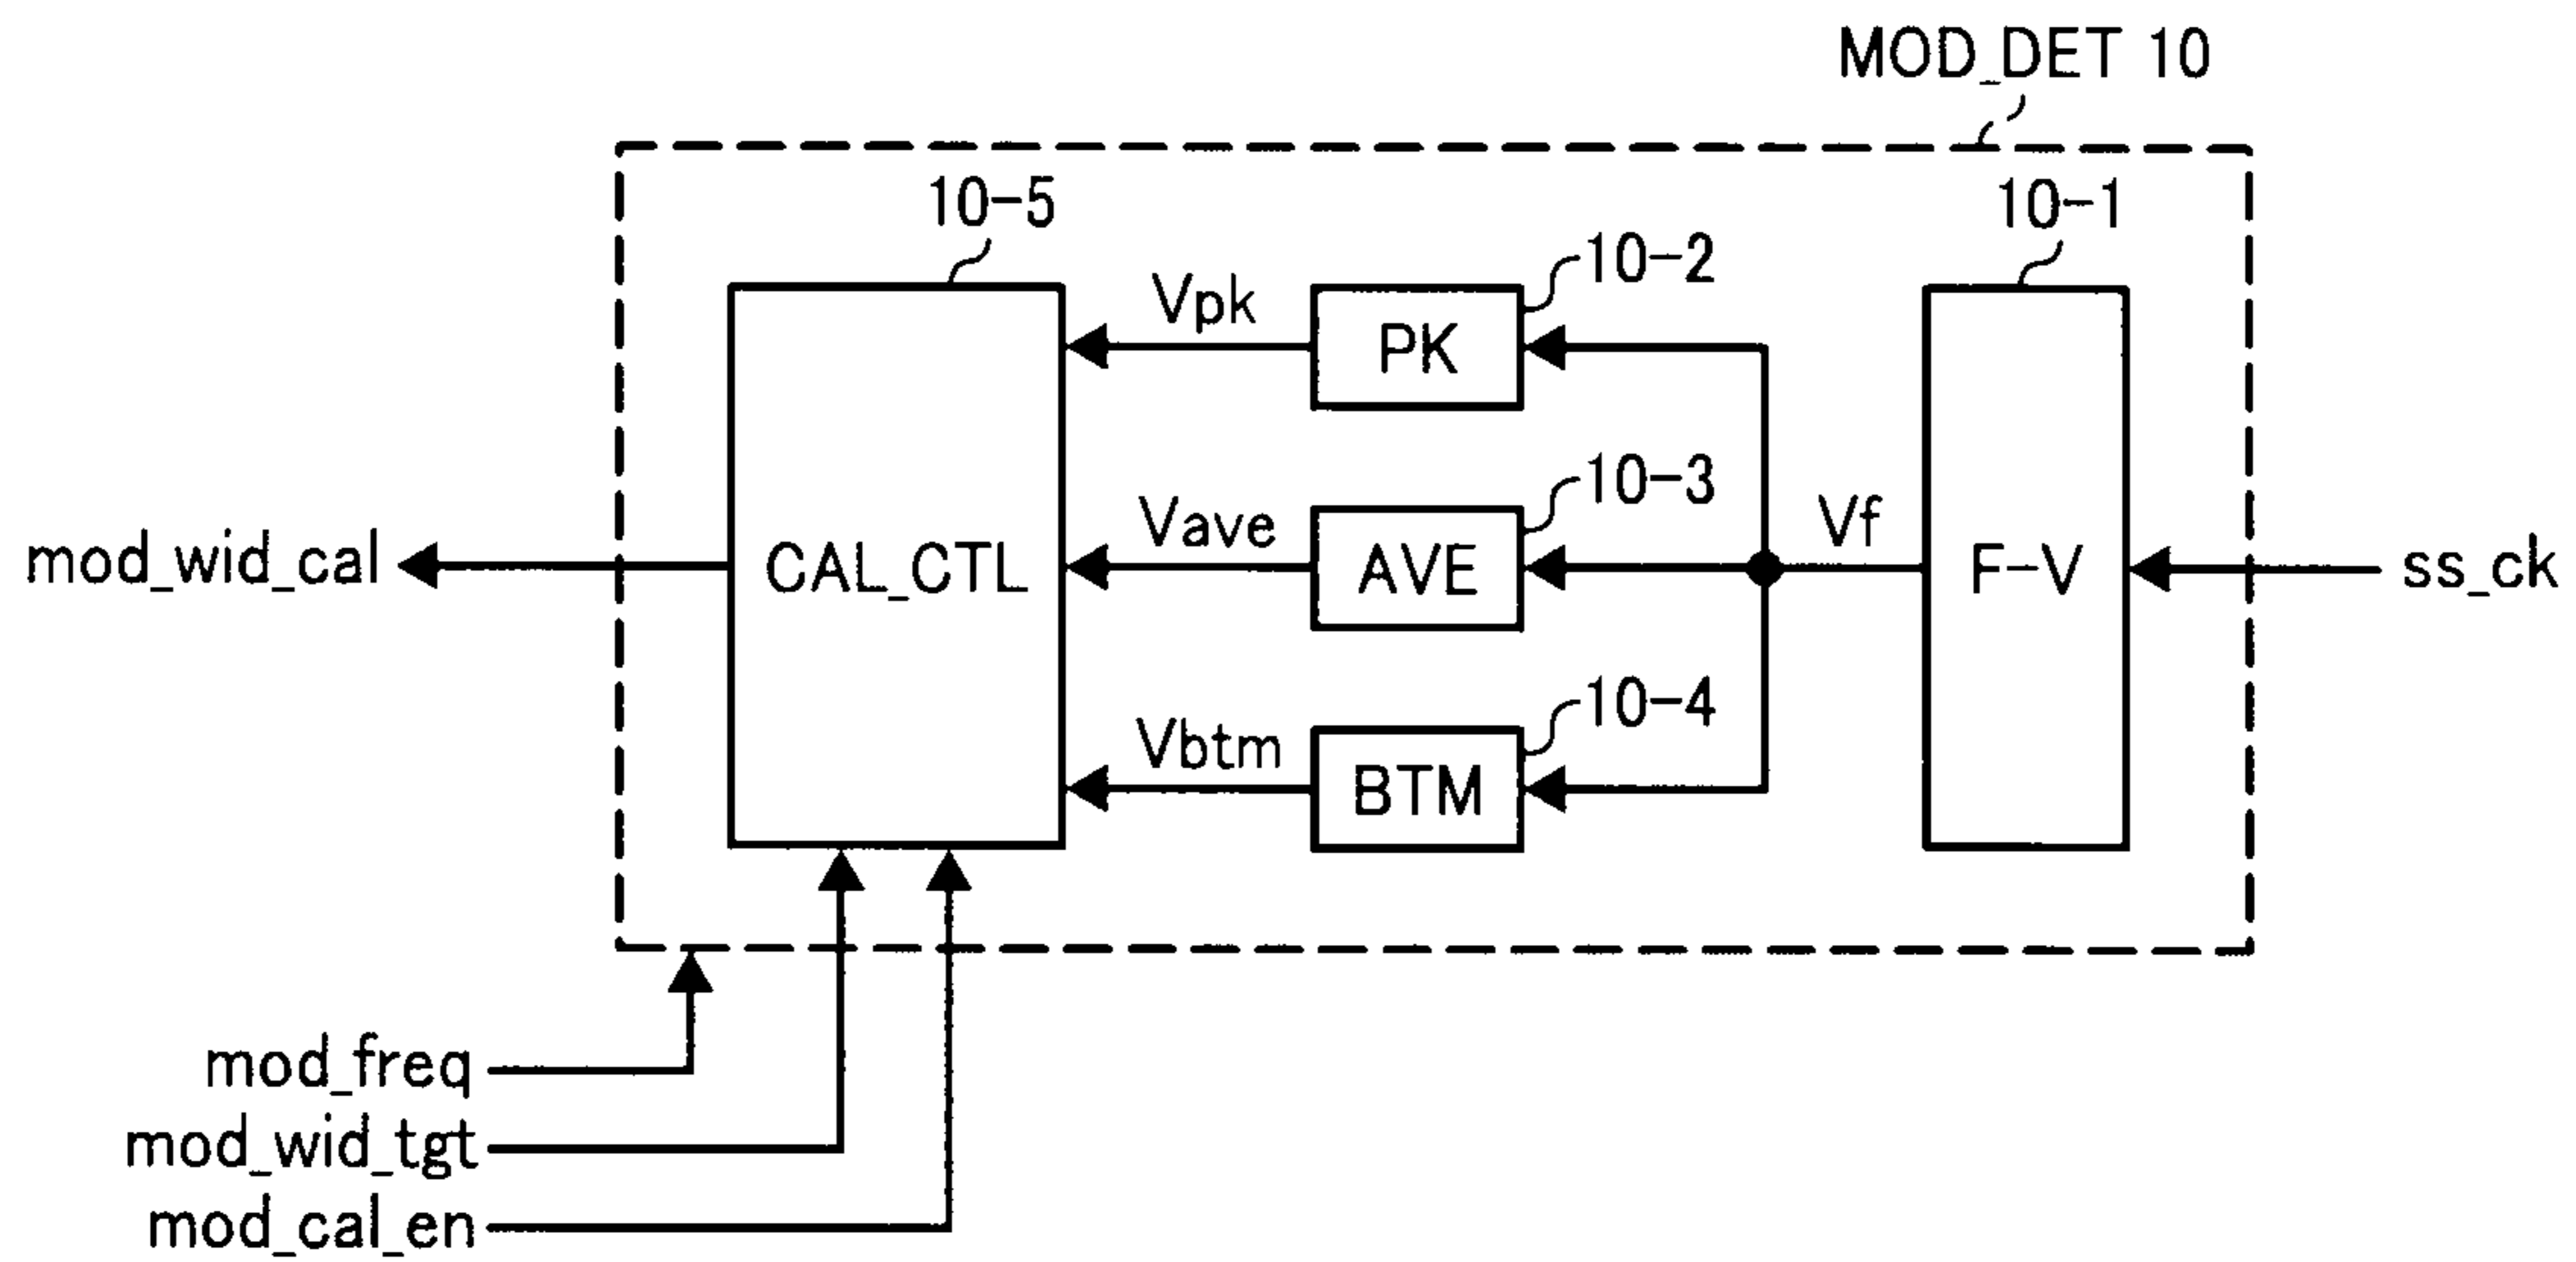 MOD_DET 10
10-5
10-1
10-2
Vpk
PK
10-3
Vave
Vf
mod_wid_cal
CAL_CTL
AVE
F-V
ss_ck
10-4
Vbtm
BTM
mod_freq
mod_wid_tgt
mod_cal_en